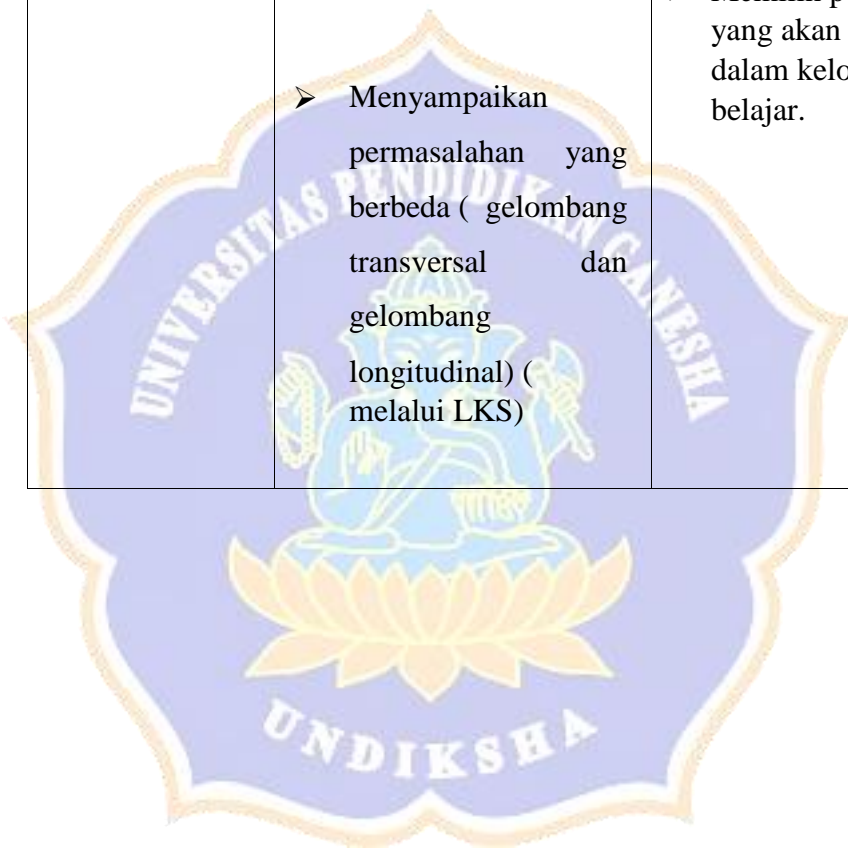 ➢ Menyampaikan
permasalahan yang
berbeda ( gelombang
transversal dan
gelombang
longitudinal) (
melalui LKS)
yang akan
dalam
belajar.
UNIVERSITAS PENDIDIKAN GANESHA
UNDIKSHA